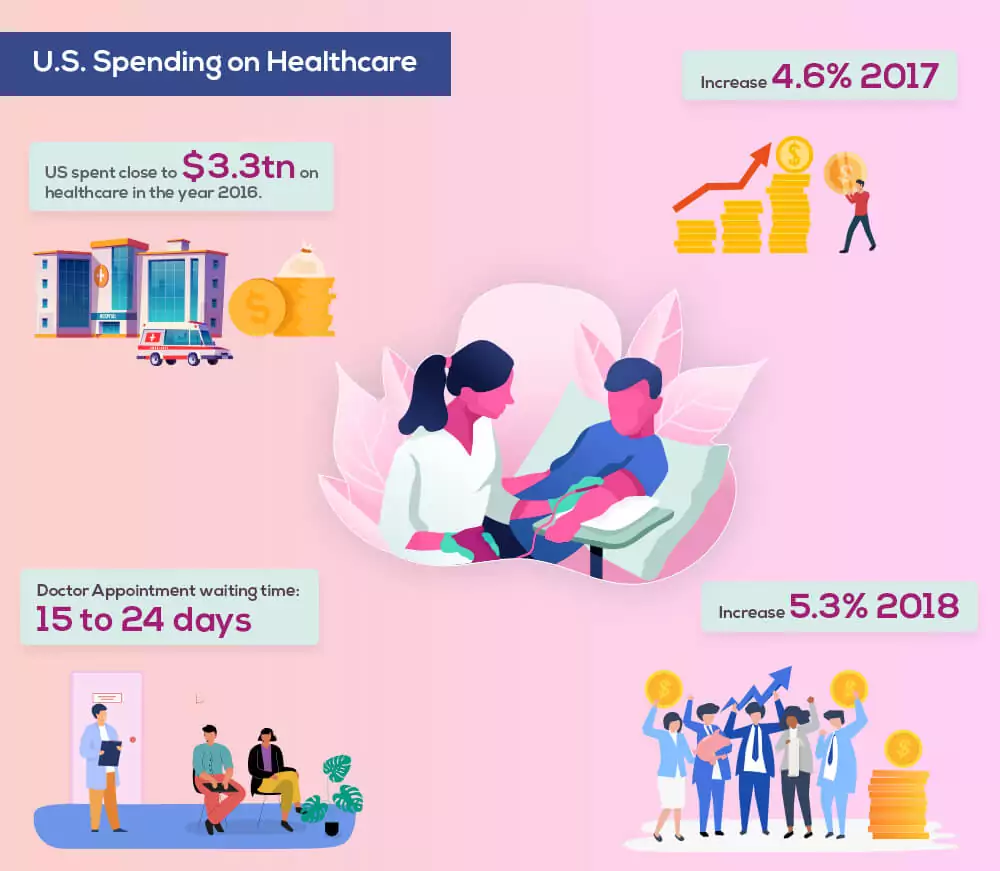 U.S. Spending on Healthcare
Increase 4.6% 2017
US spent close to $3.3tn on
healthcare in the year 2016.
HOSPITAL
Doctor Appointment waiting time:
15 to 24 days
Increase 5.3% 2018